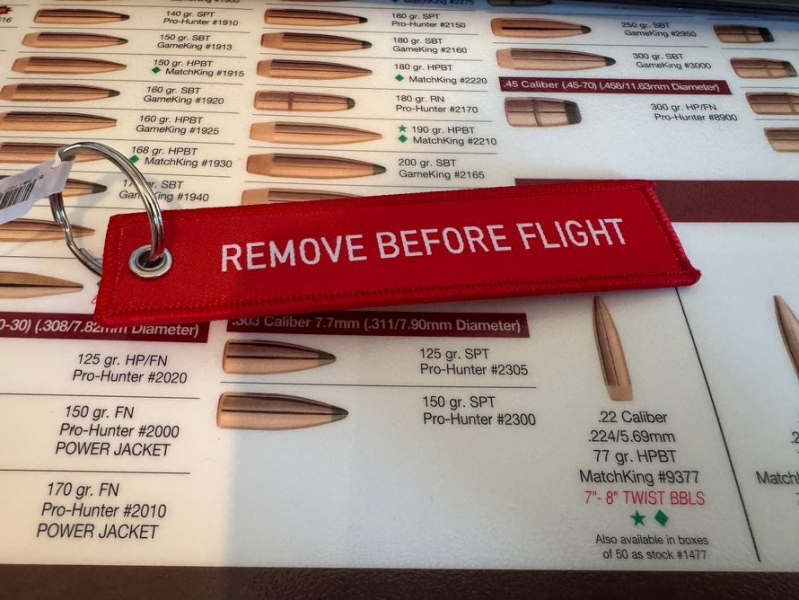 140 gr. SPT
Pro-Hunter #1910
150 gr. SBT
GameKing #1913
150 gr. HPBT
MatchKing #1915
160 gr. SBT
GameKing #1920
160 gr. HPBT
GameKing #1925
168 gr. HPBT
MatchKing #1930
SBT
King #1940
180 gr. SPT
Pro-Hunter #2150
180 gr. SBT
GameKing #2160
180 gr. HPBT
MatchKing #2220
180 gr. RN
Pro-Hunter #2170
190 gr. HPBT
MatchKing #2210
200 gr. SBT
GameKing #2165
250 gr. SBT
GameKing #2950
300 gr. SBT
GameKing #3000
.45 Caliber (.45-70) (.458/11.63mm Diameter)
300 gr. HP/FN
Pro-Hunter #8900
REMOVE BEFORE FLIGHT
0-30) (.308/7.82mm Diameter)
125 gr. HP/FN
Pro-Hunter #2020
150 gr. FN
Pro-Hunter #2000
POWER JACKET
170 gr. FN
Pro-Hunter #2010
POWER JACKET
.303 Caliber 7.7mm (.311/7.90mm Diameter)
125 gr. SPT
Pro-Hunter #2305
150 gr. SPT
Pro-Hunter #2300
.22 Caliber
.224/5.69mm
77 gr. HPBT
MatchKing #9377
7"- 8" TWIST BBLS
Also available in boxes
of 50 as stock #1477